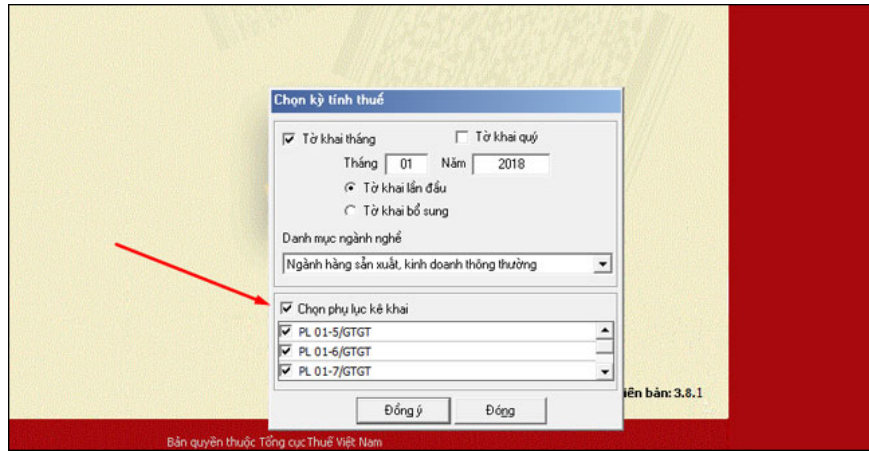 Chọn kỳ tính thuế
Tờ khai tháng Tờ khai quý
Tháng 01 Năm 2018
Tờ khai lần đầu
Tờ khai bổ sung
Danh mục ngành nghề
Ngành hàng sản xuất, kinh doanh thông thường
Chọn phụ lục kê khai
PL 01-5/GTGT
PL 01-6/GTGT
PL 01-7/GTGT
iên bản: 3.8.1
Đồng ý Đóng
Bản quyền thuộc Tổng cục Thuế Việt Nam